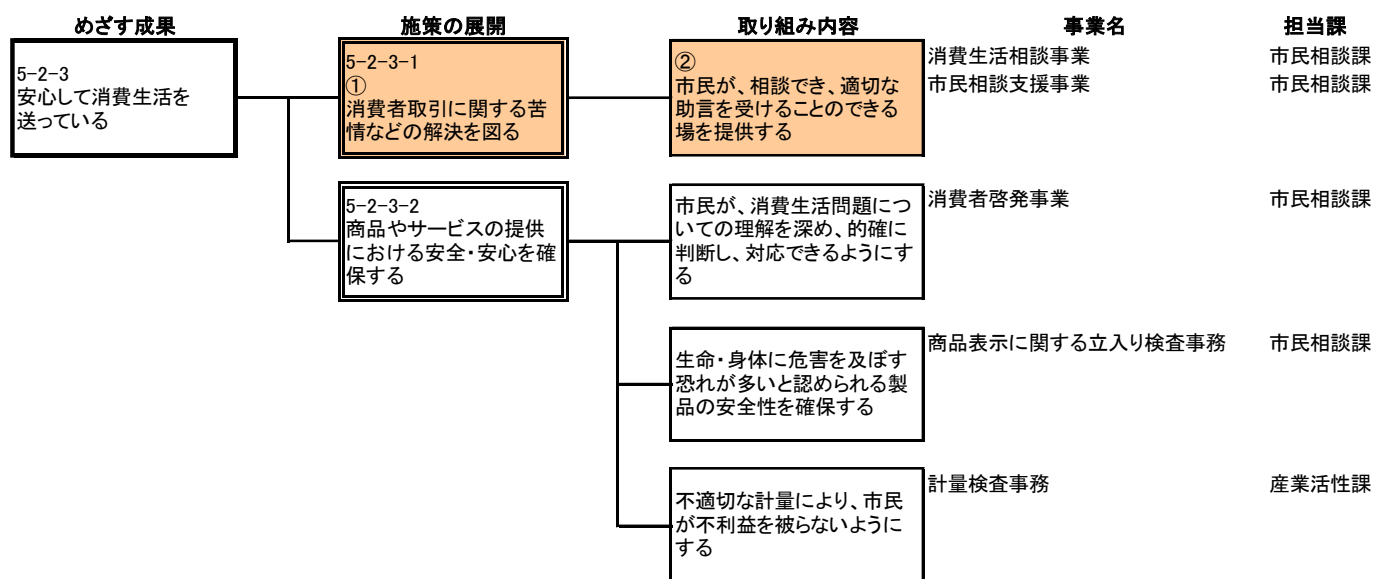 めざす成果
施策の展開
取り組み内容
事業名
担当課
5-2-3
安心して消費生活を
送っている
5-2-3-1
①
消費者取引に関する苦
情などの解決を図る
②
市民が、相談でき、適切な
助言を受けることのできる
場を提供する
消費生活相談事業
市民相談課
市民相談支援事業
市民相談課
5-2-3-2
商品やサービスの提供
における安全・安心を確
保する
市民が、消費生活問題につ
いての理解を深め、的確に
判断し、対応できるようにす
る
消費者啓発事業
市民相談課
生命・身体に危害を及ぼす
恐れが多いと認められる製
品の安全性を確保する
商品表示に関する立入り検査事務
市民相談課
不適切な計量により、市民
が不利益を被らないように
する
計量検査事務
産業活性課